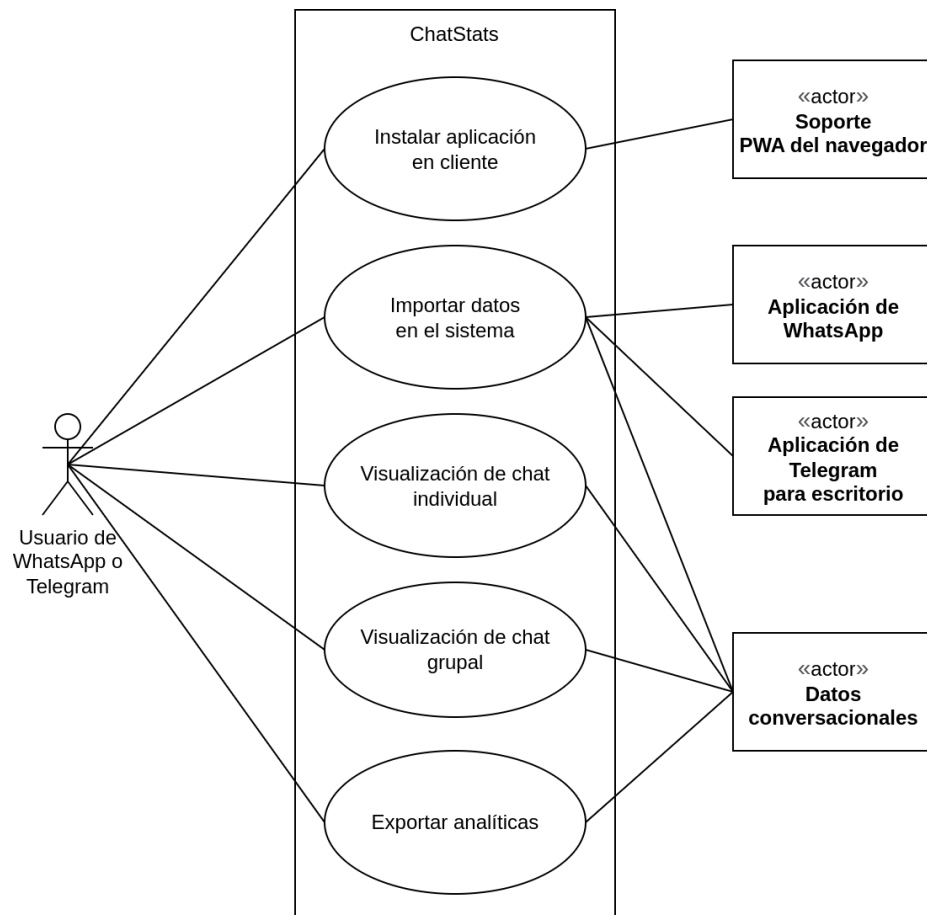 ChatStats
Instalar aplicación
en cliente
Importar datos
en el sistema
Visualización de chat
individual
Visualización de chat
grupal
Exportar analíticas
Usuario de
WhatsApp o
Telegram
«actor»
Soporte
PWA del navegador
«actor»
Aplicación de
WhatsApp
«actor»
Aplicación de
Telegram
para escritorio
«actor»
Datos
conversacionales